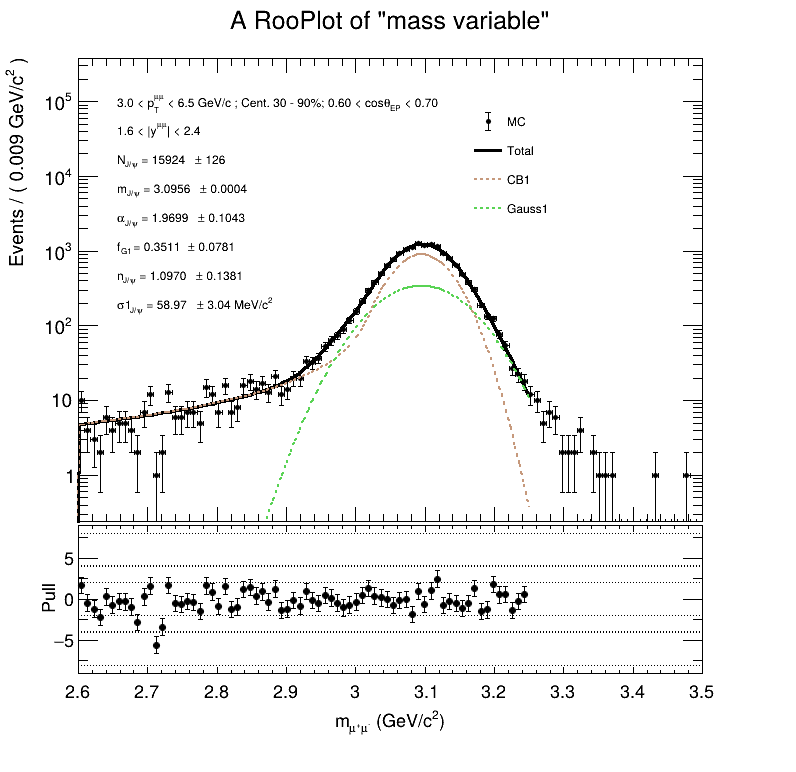 A RooPlot of "mass variable"
Events / ( 0.009 GeV/c² )
10⁵
10⁴
10³
10²
10
1
3.0 < p_T^μμ < 6.5 GeV/c ; Cent. 30 - 90%; 0.60 < cosθ_EP < 0.70
1.6 < |y^μμ| < 2.4
N_J/ψ = 15924 ± 126
m_J/ψ = 3.0956 ± 0.0004
α_J/ψ = 1.9699 ± 0.1043
f_G1 = 0.3511 ± 0.0781
n_J/ψ = 1.0970 ± 0.1381
σ1_J/ψ = 58.97 ± 3.04 MeV/c²
MC
Total
CB1
Gauss1
Pull
5
0
−5
2.6 2.7 2.8 2.9 3 3.1 3.2 3.3 3.4 3.5
m_μ⁺μ⁻ (GeV/c²)